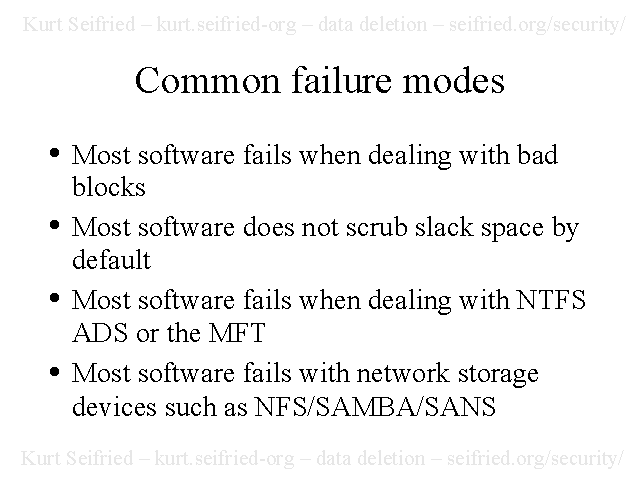 Kurt Seifried – kurt.seifried-org – data deletion – seifried.org/security/
Common failure modes
• Most software fails when dealing with bad
blocks
• Most software does not scrub slack space by
default
• Most software fails when dealing with NTFS
ADS or the MFT
• Most software fails with network storage
devices such as NFS/SAMBA/SANS
Kurt Seifried – kurt.seifried-org – data deletion – seifried.org/security/